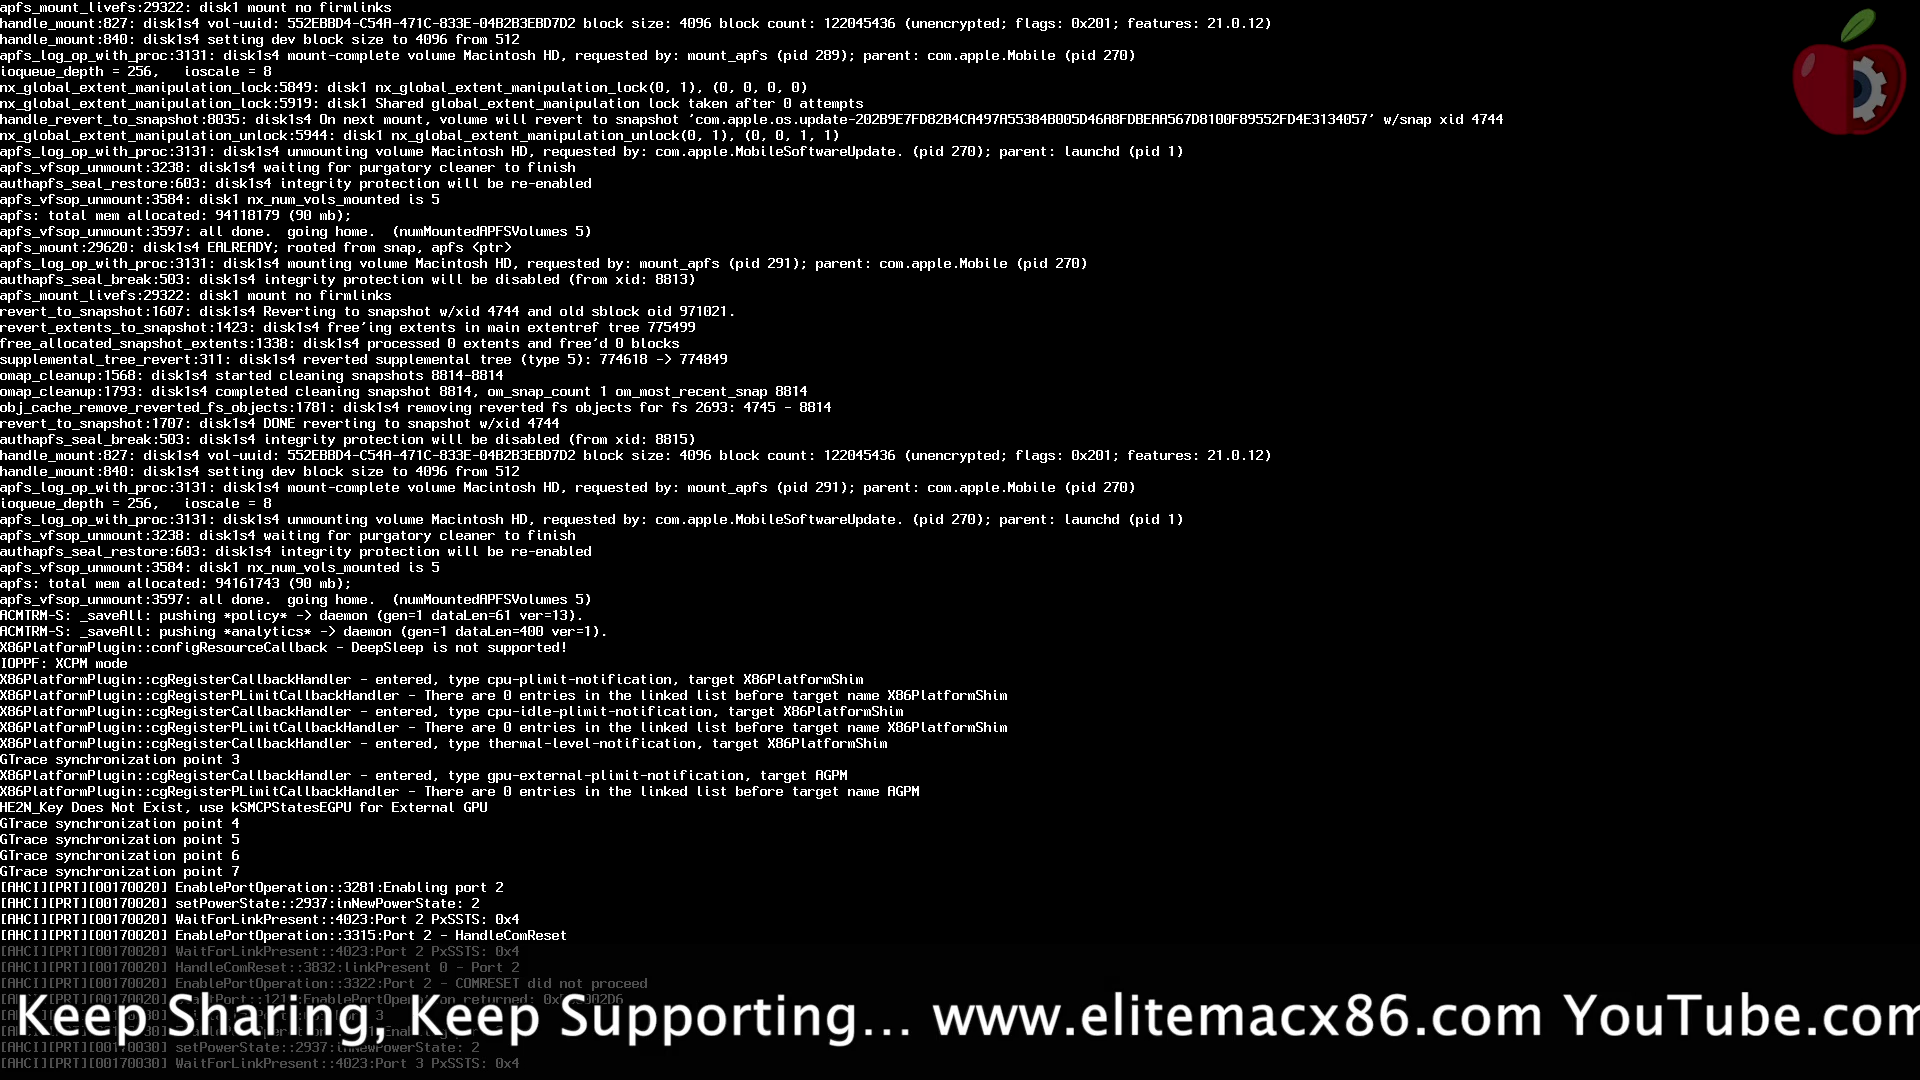 apfs_mount_livefs:29322: disk1 mount no firmlinks
handle_mount:827: disk1s4 vol-uuid: 552EBBD4-C54A-471C-833E-04B2B3EBD7D2 block size: 4096 block count: 122045436 (unencrypted; flags: 0x201; features: 21.0.12)
handle_mount:840: disk1s4 setting dev block size to 4096 from 512
apfs_log_op_with_proc:3131: disk1s4 mount-complete volume Macintosh HD, requested by: mount_apfs (pid 289); parent: com.apple.Mobile (pid 270)
ioqueue_depth = 256,   ioscale = 8
nx_global_extent_manipulation_lock:5849: disk1 nx_global_extent_manipulation_lock(0, 1), (0, 0, 0, 0)
nx_global_extent_manipulation_lock:5919: disk1 Shared global_extent_manipulation lock taken after 0 attempts
handle_revert_to_snapshot:8035: disk1s4 On next mount, volume will revert to snapshot 'com.apple.os.update-202B9E7FD82B4CA497A55384B005D46A8FDBEAA567D8100F89552FD4E3134057' w/snap xid 4744
nx_global_extent_manipulation_unlock:5944: disk1 nx_global_extent_manipulation_unlock(0, 1), (0, 0, 1, 1)
apfs_log_op_with_proc:3131: disk1s4 unmounting volume Macintosh HD, requested by: com.apple.MobileSoftwareUpdate. (pid 270); parent: launchd (pid 1)
apfs_vfsop_unmount:3238: disk1s4 waiting for purgatory cleaner to finish
authapfs_seal_restore:603: disk1s4 integrity protection will be re-enabled
apfs_vfsop_unmount:3584: disk1 nx_num_vols_mounted is 5
apfs: total mem allocated: 94118179 (90 mb);
apfs_vfsop_unmount:3597: all done.  going home.  (numMountedAPFSVolumes 5)
apfs_mount:29620: disk1s4 EALREADY; rooted from snap, apfs <ptr>
apfs_log_op_with_proc:3131: disk1s4 mounting volume Macintosh HD, requested by: mount_apfs (pid 291); parent: com.apple.Mobile (pid 270)
authapfs_seal_break:503: disk1s4 integrity protection will be disabled (from xid: 8813)
apfs_mount_livefs:29322: disk1 mount no firmlinks
revert_to_snapshot:1607: disk1s4 Reverting to snapshot w/xid 4744 and old sblock oid 971021.
revert_extents_to_snapshot:1423: disk1s4 free'ing extents in main extentref tree 775499
free_allocated_snapshot_extents:1338: disk1s4 processed 0 extents and free'd 0 blocks
supplemental_tree_revert:311: disk1s4 reverted supplemental tree (type 5): 774618 -> 774849
omap_cleanup:1568: disk1s4 started cleaning snapshots 8814-8814
omap_cleanup:1793: disk1s4 completed cleaning snapshot 8814, om_snap_count 1 om_most_recent_snap 8814
obj_cache_remove_reverted_fs_objects:1781: disk1s4 removing reverted fs objects for fs 2693: 4745 - 8814
revert_to_snapshot:1707: disk1s4 DONE reverting to snapshot w/xid 4744
authapfs_seal_break:503: disk1s4 integrity protection will be disabled (from xid: 8815)
handle_mount:827: disk1s4 vol-uuid: 552EBBD4-C54A-471C-833E-04B2B3EBD7D2 block size: 4096 block count: 122045436 (unencrypted; flags: 0x201; features: 21.0.12)
handle_mount:840: disk1s4 setting dev block size to 4096 from 512
apfs_log_op_with_proc:3131: disk1s4 mount-complete volume Macintosh HD, requested by: mount_apfs (pid 291); parent: com.apple.Mobile (pid 270)
ioqueue_depth = 256,   ioscale = 8
apfs_log_op_with_proc:3131: disk1s4 unmounting volume Macintosh HD, requested by: com.apple.MobileSoftwareUpdate. (pid 270); parent: launchd (pid 1)
apfs_vfsop_unmount:3238: disk1s4 waiting for purgatory cleaner to finish
authapfs_seal_restore:603: disk1s4 integrity protection will be re-enabled
apfs_vfsop_unmount:3584: disk1 nx_num_vols_mounted is 5
apfs: total mem allocated: 94161743 (90 mb);
apfs_vfsop_unmount:3597: all done.  going home.  (numMountedAPFSVolumes 5)
ACMTRM-S: _saveAll: pushing *policy* -> daemon (gen=1 dataLen=61 ver=13).
ACMTRM-S: _saveAll: pushing *analytics* -> daemon (gen=1 dataLen=400 ver=1).
X86PlatformPlugin::configResourceCallback - DeepSleep is not supported!
IOPPF: XCPM mode
X86PlatformPlugin::cgRegisterCallbackHandler - entered, type cpu-plimit-notification, target X86PlatformShim
X86PlatformPlugin::cgRegisterPLimitCallbackHandler - There are 0 entries in the linked list before target name X86PlatformShim
X86PlatformPlugin::cgRegisterCallbackHandler - entered, type cpu-idle-plimit-notification, target X86PlatformShim
X86PlatformPlugin::cgRegisterPLimitCallbackHandler - There are 0 entries in the linked list before target name X86PlatformShim
X86PlatformPlugin::cgRegisterCallbackHandler - entered, type thermal-level-notification, target X86PlatformShim
GTrace synchronization point 3
X86PlatformPlugin::cgRegisterCallbackHandler - entered, type gpu-external-plimit-notification, target AGPM
X86PlatformPlugin::cgRegisterPLimitCallbackHandler - There are 0 entries in the linked list before target name AGPM
HE2N_Key Does Not Exist, use kSMCPStatesEGPU for External GPU
GTrace synchronization point 4
GTrace synchronization point 5
GTrace synchronization point 6
GTrace synchronization point 7
[AHCI][PRT][00170020] EnablePortOperation::3281:Enabling port 2
[AHCI][PRT][00170020] setPowerState::2937:inNewPowerState: 2
[AHCI][PRT][00170020] WaitForLinkPresent::4023:Port 2 PxSSTS: 0x4
[AHCI][PRT][00170020] EnablePortOperation::3315:Port 2 - HandleComReset
[AHCI][PRT][00170020] WaitForLinkPresent::4023:Port 2 PxSSTS: 0x4
[AHCI][PRT][00170020] HandleComReset::3832:linkPresent 0 - Port 2
[AHCI][PRT][00170020] EnablePortOperation::3322:Port 2 - COMRESET did not proceed
Keep Sharing, Keep Supporting... www.elitemacx86.com YouTube.com
[AHCI][PRT][00170030] setPowerState::2937:inNewPowerState: 2
[AHCI][PRT][00170030] WaitForLinkPresent::4023:Port 3 PxSSTS: 0x4